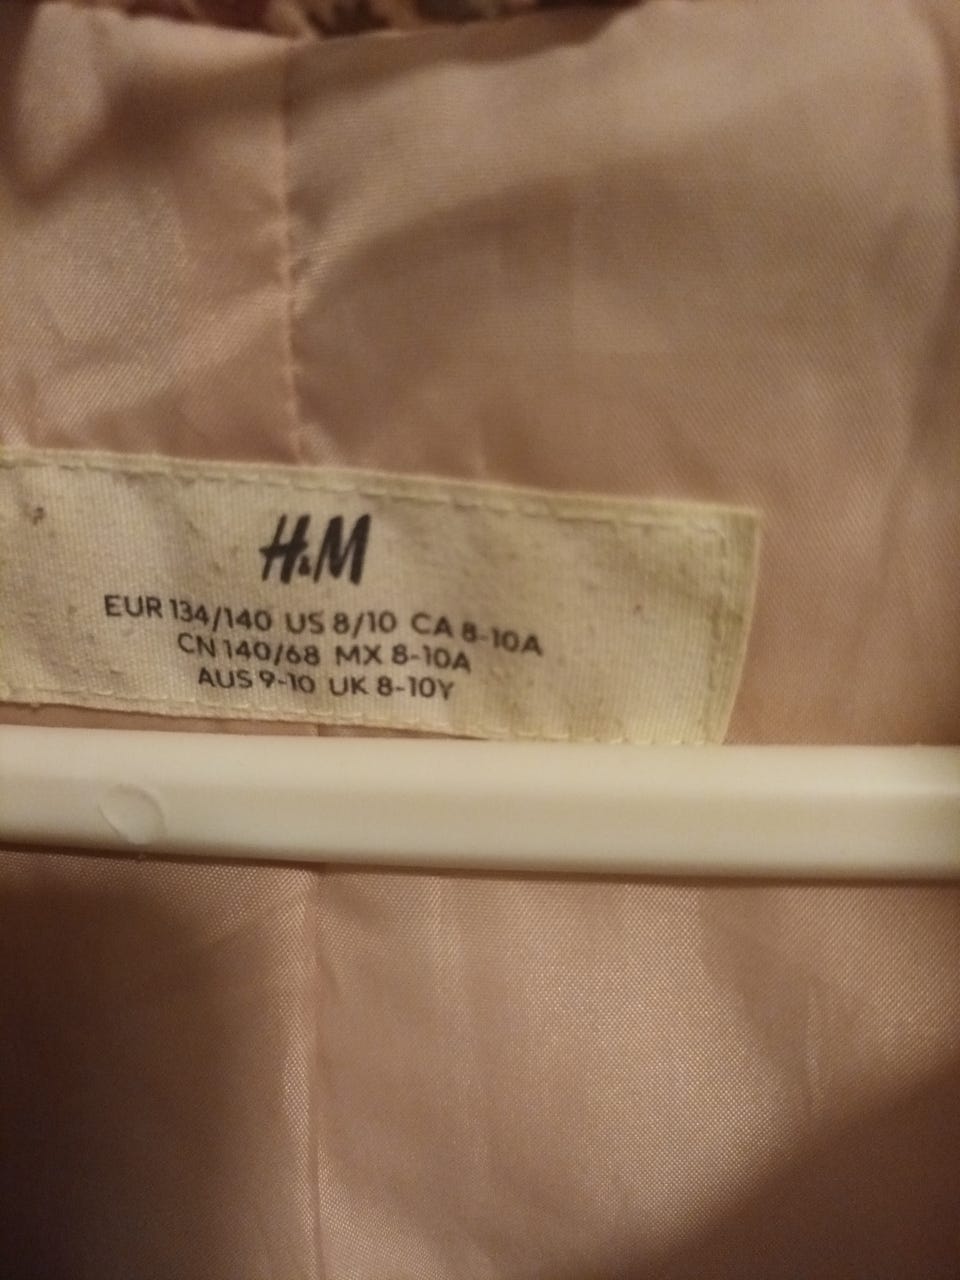 H&M
EUR 134/140 US 8/10 CA 8-10A
CN 140/68 MX 8-10A
AUS 9-10 UK 8-10Y